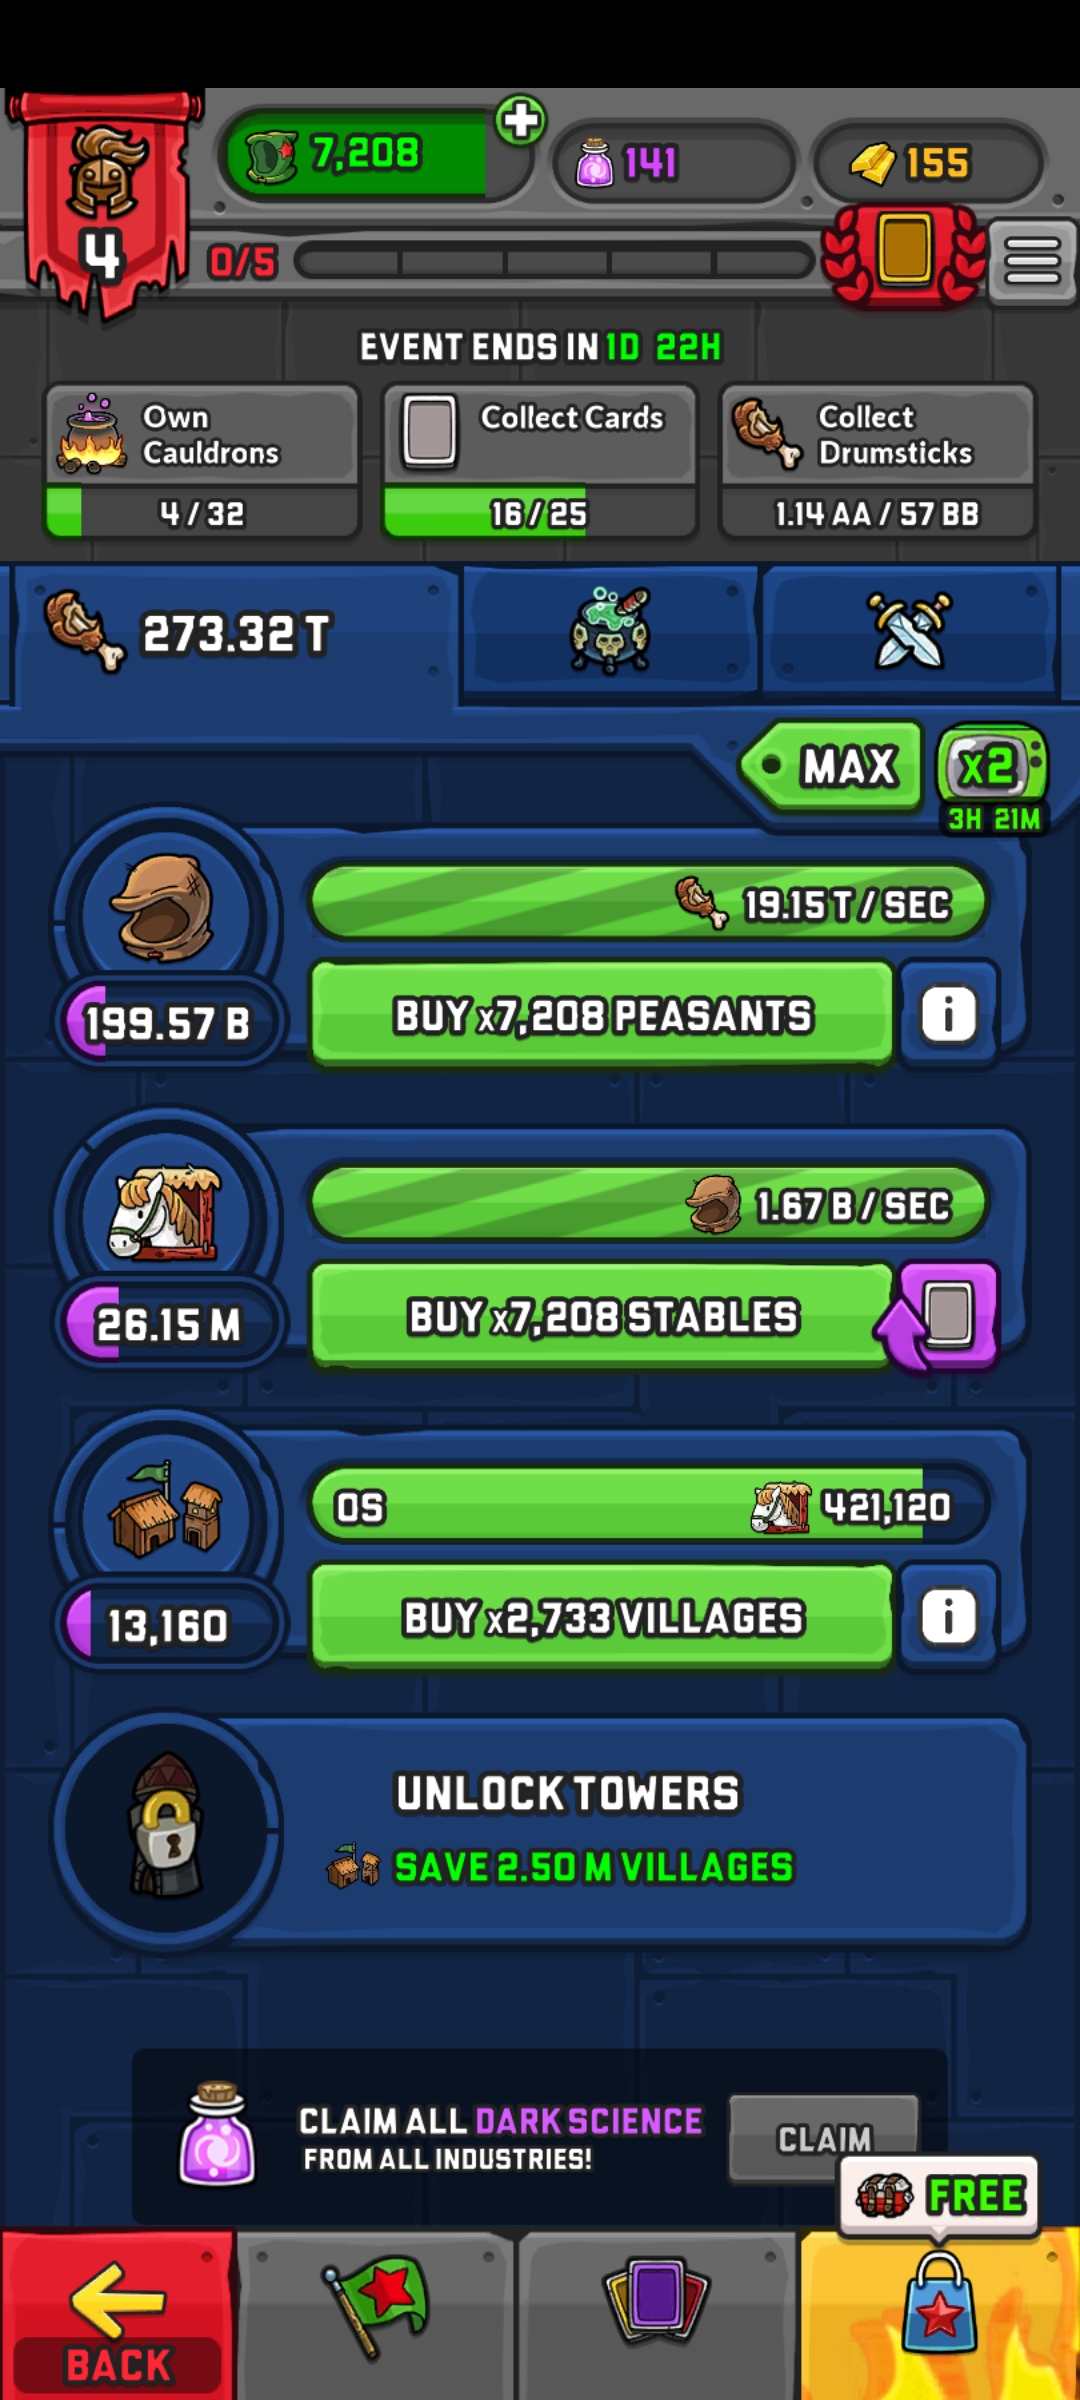 7,208
141
155
4
0/5
EVENT ENDS IN 1D 22H
Own
Cauldrons
4 / 32
Collect Cards
16 / 25
Collect
Drumsticks
1.14 AA / 57 BB
273.32 T
MAX
x2
3H 21M
19.15 T / SEC
199.57 B
BUY x7,208 PEASANTS
i
1.67 B / SEC
26.15 M
BUY x7,208 STABLES
0S
421,120
13,160
BUY x2,733 VILLAGES
i
UNLOCK TOWERS
SAVE 2.50 M VILLAGES
CLAIM ALL DARK SCIENCE
FROM ALL INDUSTRIES!
CLAIM
FREE
BACK